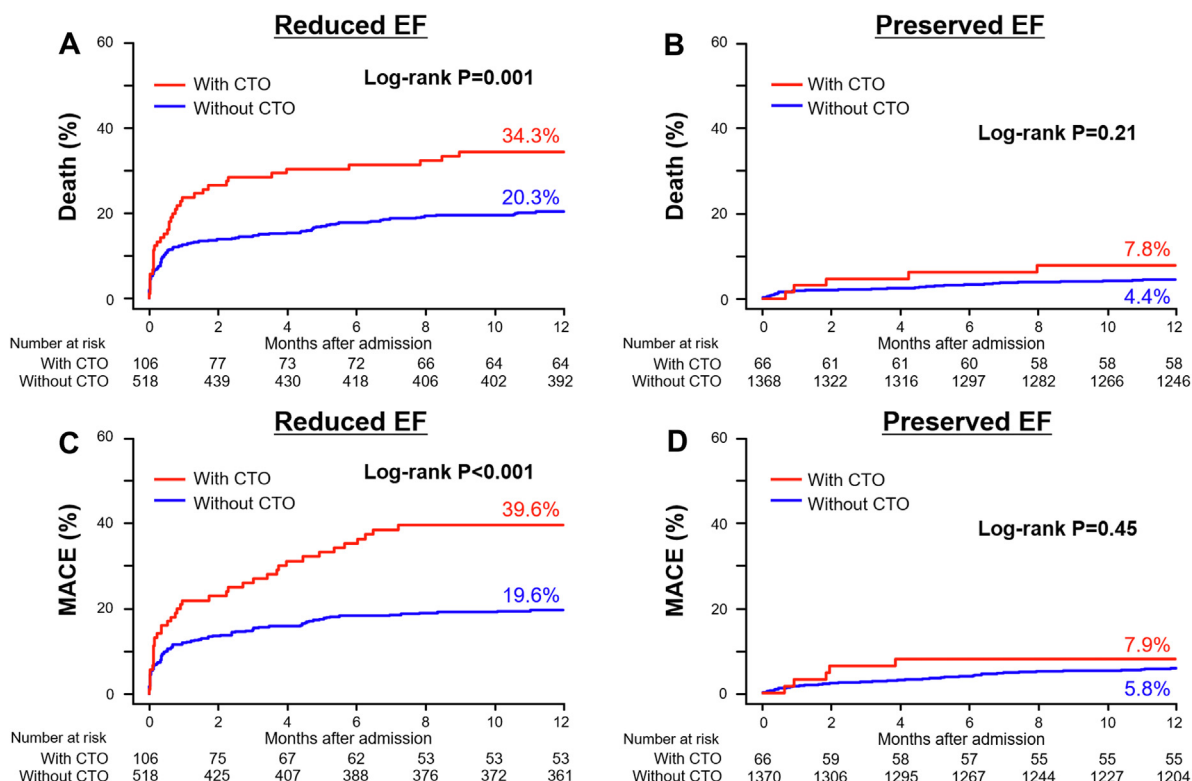 A
Reduced EF
60
40
20
0
Death (%)
With CTO
Without CTO
Log-rank P=0.001
34.3%
20.3%
0 2 4 6 8 10 12
Months after admission
Number at risk
With CTO 106 77 73 72 66 64 64
Without CTO 518 439 430 418 406 402 392
B
Preserved EF
60
40
20
0
Death (%)
With CTO
Without CTO
Log-rank P=0.21
7.8%
4.4%
0 2 4 6 8 10 12
Months after admission
Number at risk
With CTO 66 61 61 60 58 58 58
Without CTO 1368 1322 1316 1297 1282 1266 1246
C
Reduced EF
60
40
20
0
MACE (%)
With CTO
Without CTO
Log-rank P<0.001
39.6%
19.6%
0 2 4 6 8 10 12
Months after admission
Number at risk
With CTO 106 75 67 62 53 53 53
Without CTO 518 425 407 388 376 372 361
D
Preserved EF
60
40
20
0
MACE (%)
With CTO
Without CTO
Log-rank P=0.45
7.9%
5.8%
0 2 4 6 8 10 12
Months after admission
Number at risk
With CTO 66 59 58 57 55 55 55
Without CTO 1370 1306 1295 1267 1244 1227 1204